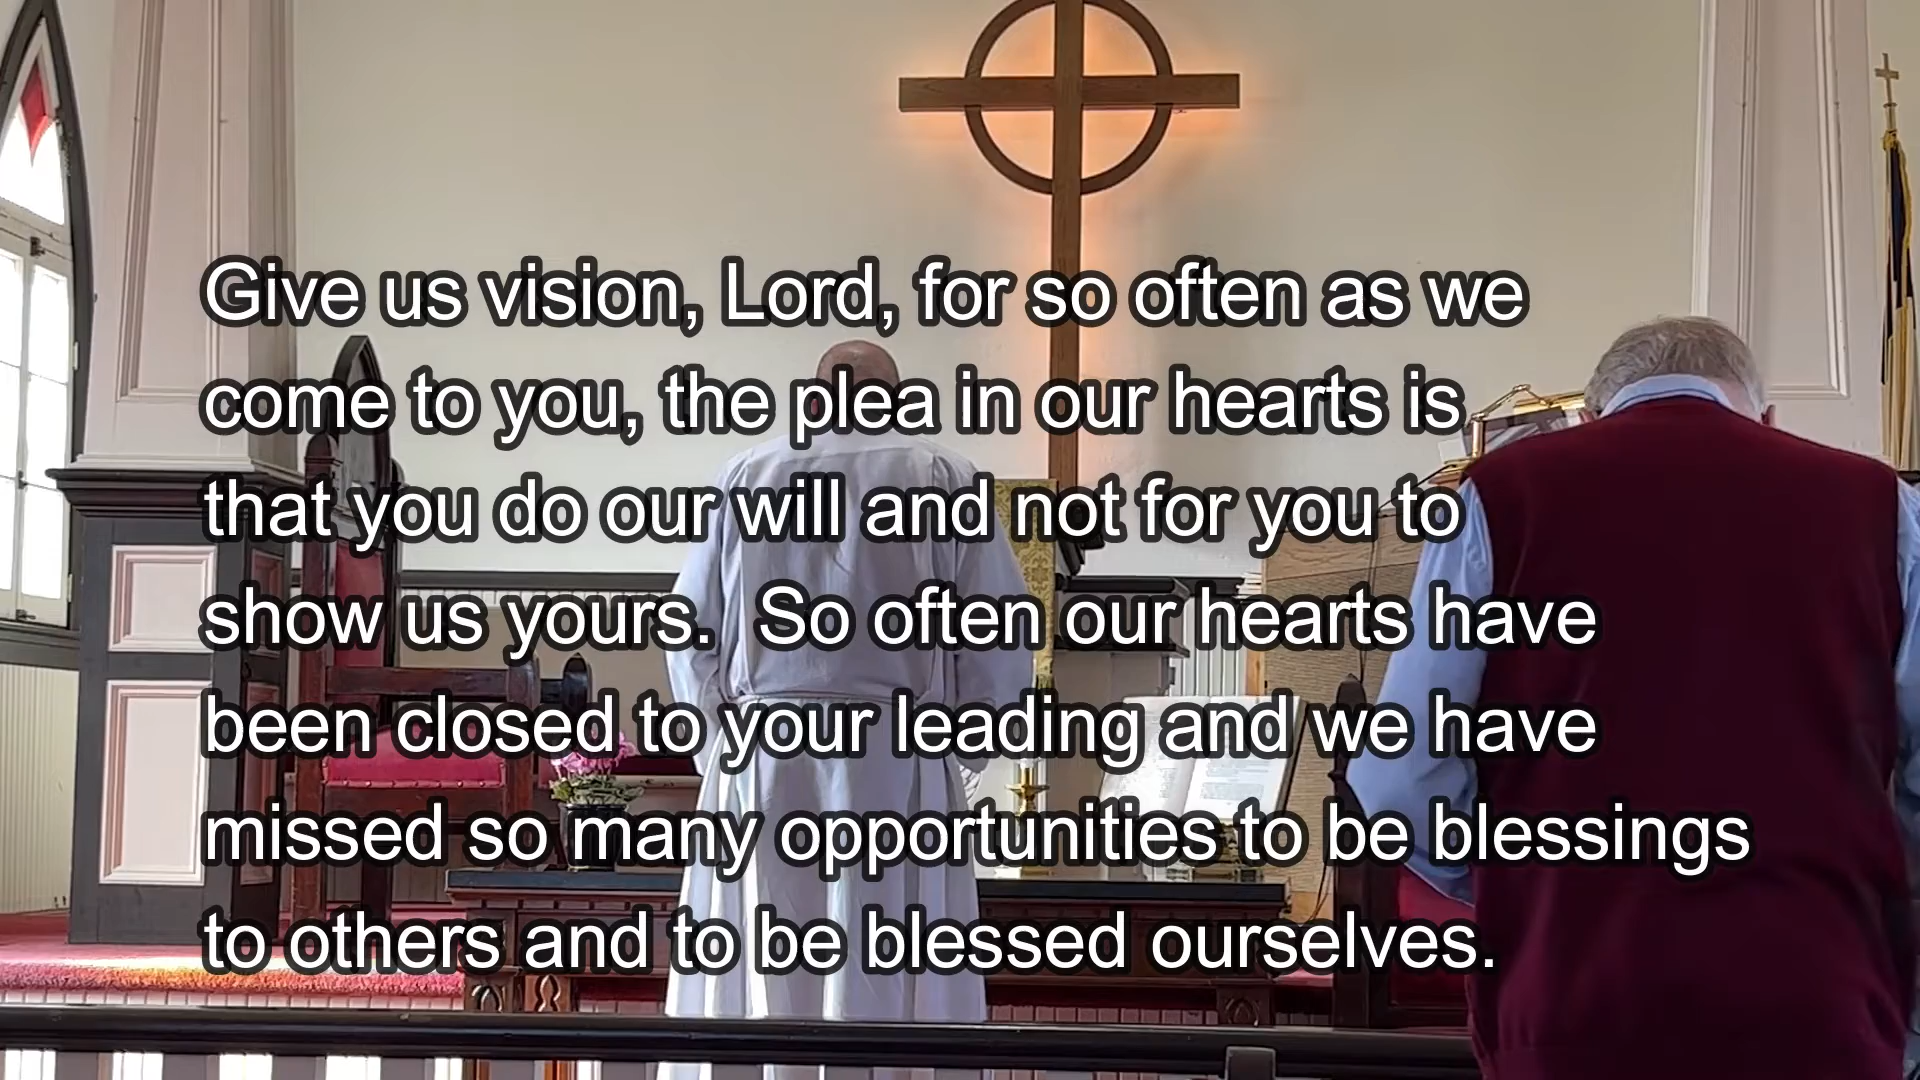 Give us vision, Lord, for so often as we
come to you, the plea in our hearts is
that you do our will and not for you to
show us yours.  So often our hearts have
been closed to your leading and we have
missed so many opportunities to be blessings
to others and to be blessed ourselves.